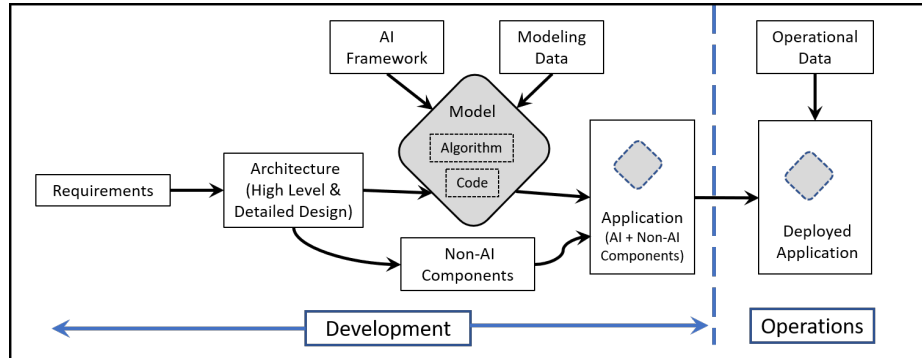 AI
Framework
Modeling
Data
Operational
Data
Model
Algorithm
Code
Requirements
Architecture
(High Level &
Detailed Design)
Non-AI
Components
Application
(AI + Non-AI
Components)
Deployed
Application
Development
Operations